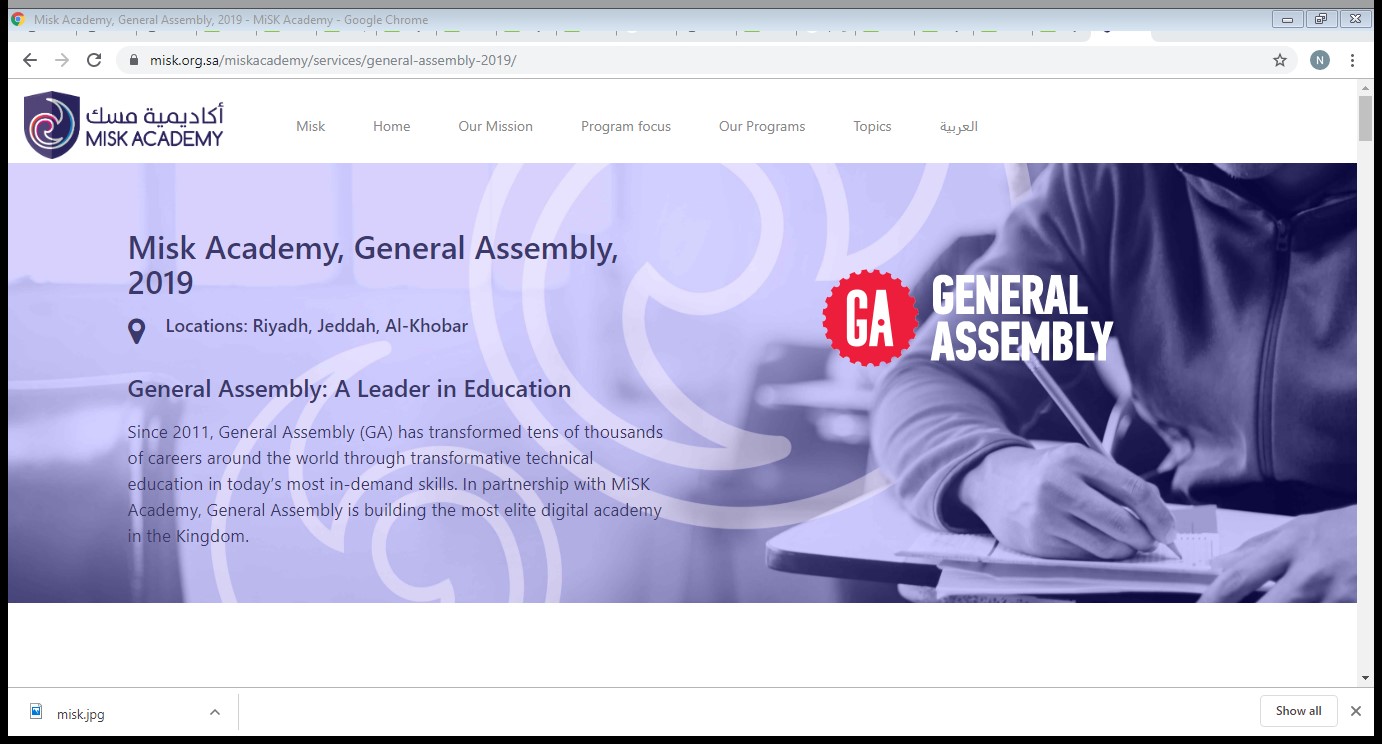 Misk Academy, General Assembly, 2019 - MiSK Academy - Google Chrome
misk.org.sa/miskacademy/services/general-assembly-2019/
N
أكاديمية مسك
MISK ACADEMY
Misk Home Our Mission Program focus Our Programs Topics العربية
Misk Academy, General Assembly,
2019
Locations: Riyadh, Jeddah, Al-Khobar
General Assembly: A Leader in Education
Since 2011, General Assembly (GA) has transformed tens of thousands
of careers around the world through transformative technical
education in today’s most in-demand skills. In partnership with MiSK
Academy, General Assembly is building the most elite digital academy
in the Kingdom.
GA
GENERAL
ASSEMBLY
misk.jpg
Show all